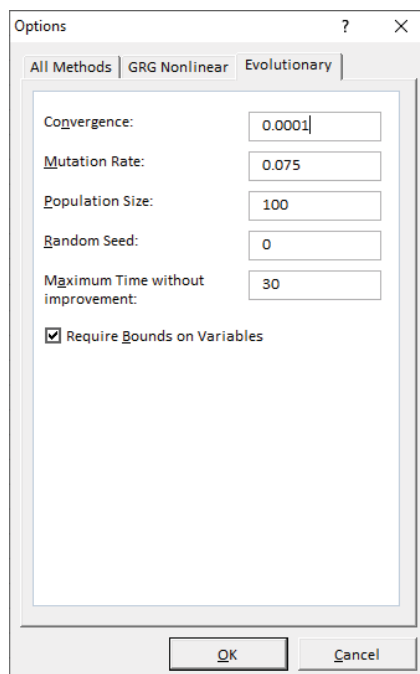 Options ? ×
All Methods GRG Nonlinear Evolutionary
Convergence: 0.0001
Mutation Rate: 0.075
Population Size: 100
Random Seed: 0
Maximum Time without improvement: 30
Require Bounds on Variables
OK Cancel